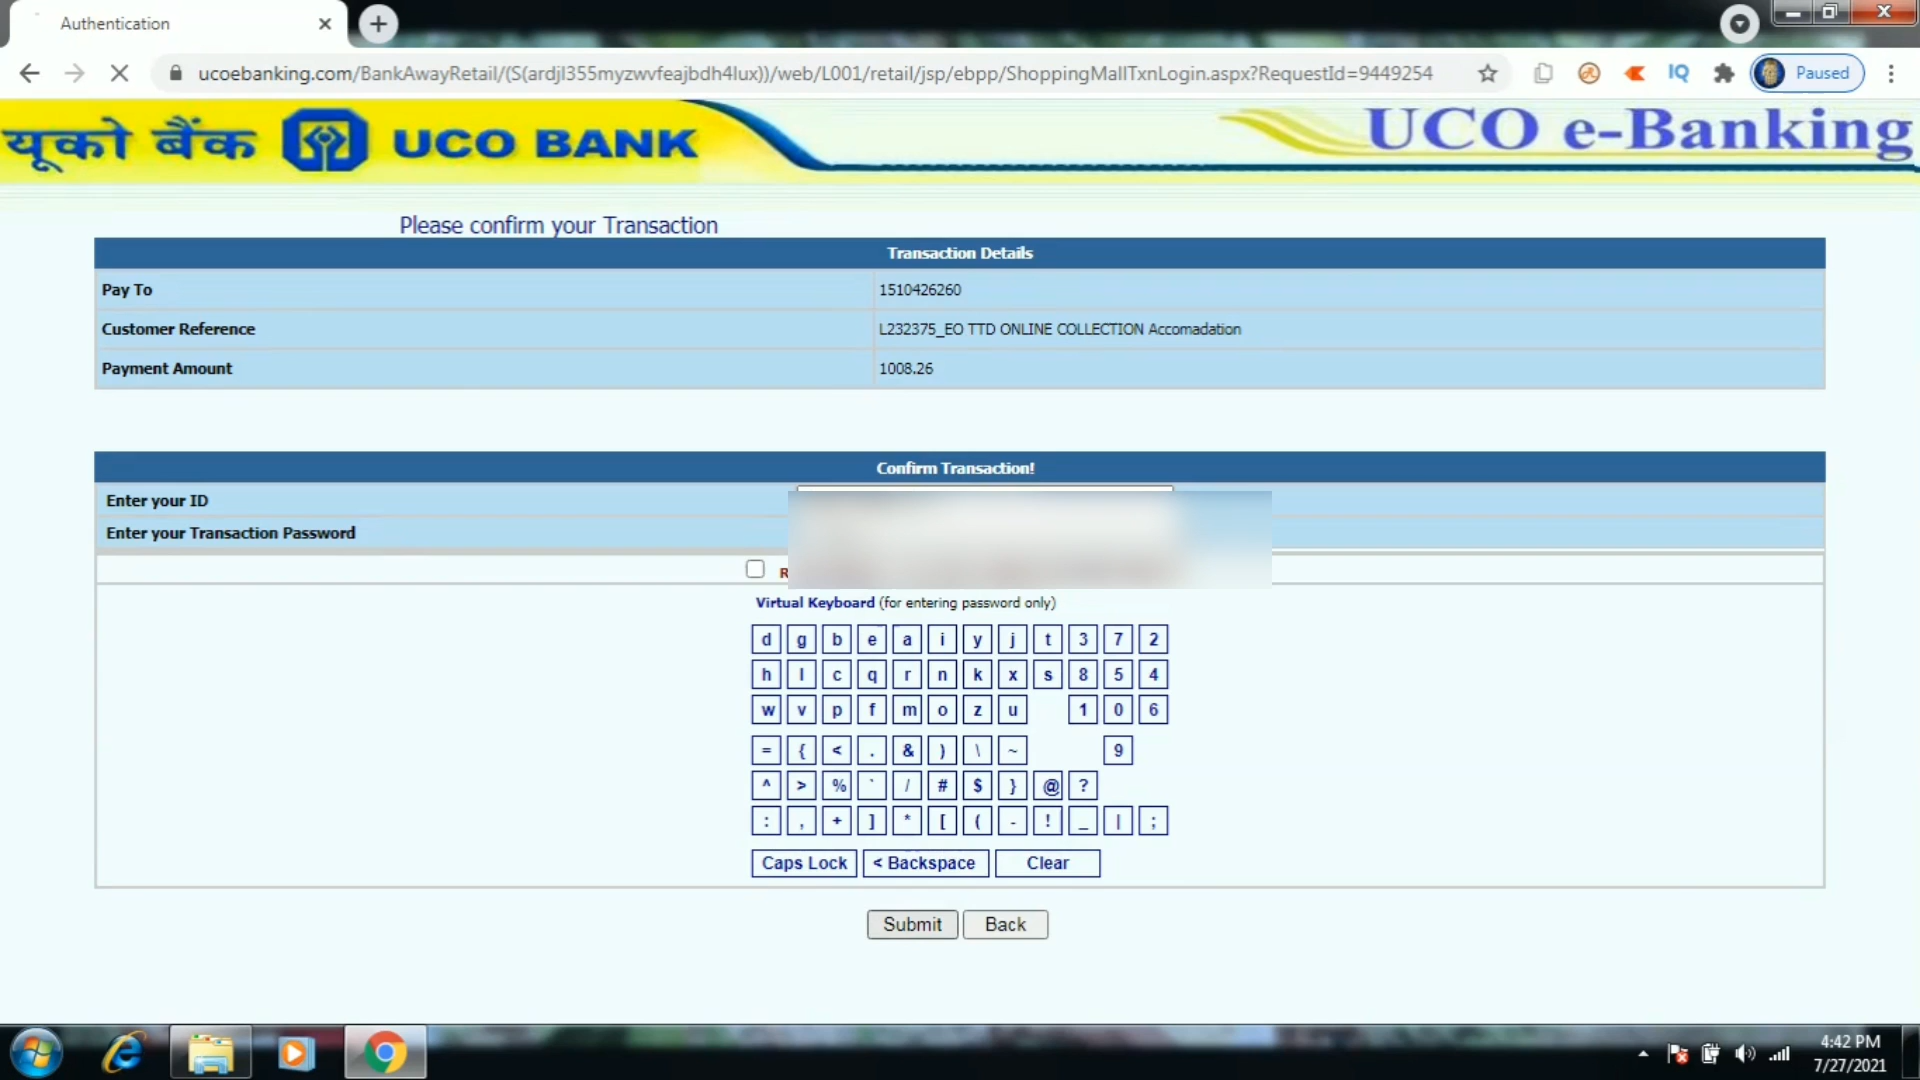 Authentication
ucoebanking.com/BankAwayRetail/(S(ardjl355myzwvfeajbdh4lux))/web/L001/retail/jsp/ebpp/ShoppingMallTxnLogin.aspx?RequestId=9449254
IQ
Paused
यूको बैंक UCO BANK
UCO e-Banking
Please confirm your Transaction
Transaction Details
Pay To 1510426260
Customer Reference L232375_EO TTD ONLINE COLLECTION Accomadation
Payment Amount 1008.26
Confirm Transaction!
Enter your ID
Enter your Transaction Password
R
Virtual Keyboard (for entering password only)
d g b e a i y j t 3 7 2
h l c q r n k x s 8 5 4
w v p f m o z u 1 0 6
= { < . & ) \ ~ 9
^ > % ` / # $ } @ ?
: , + ] * [ ( - ! _ | ;
Caps Lock < Backspace Clear
Submit Back
4:42 PM
7/27/2021